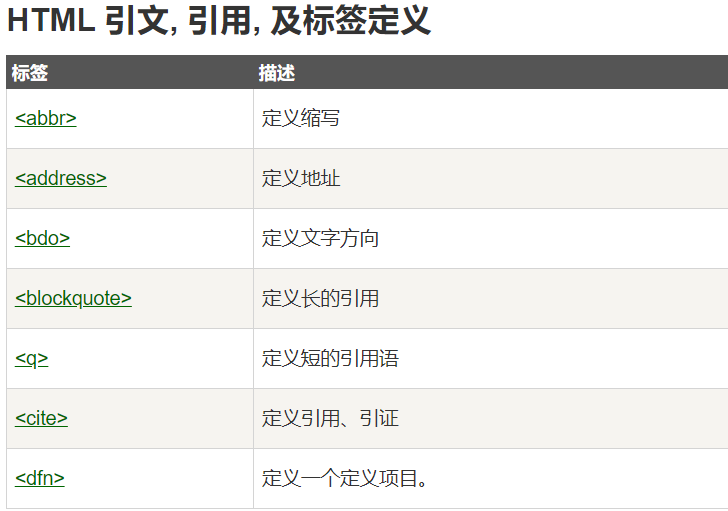 HTML 引文, 引用, 及标签定义
标签 描述
<abbr> 定义缩写
<address> 定义地址
<bdo> 定义文字方向
<blockquote> 定义长的引用
<q> 定义短的引用语
<cite> 定义引用、引证
<dfn> 定义一个定义项目。